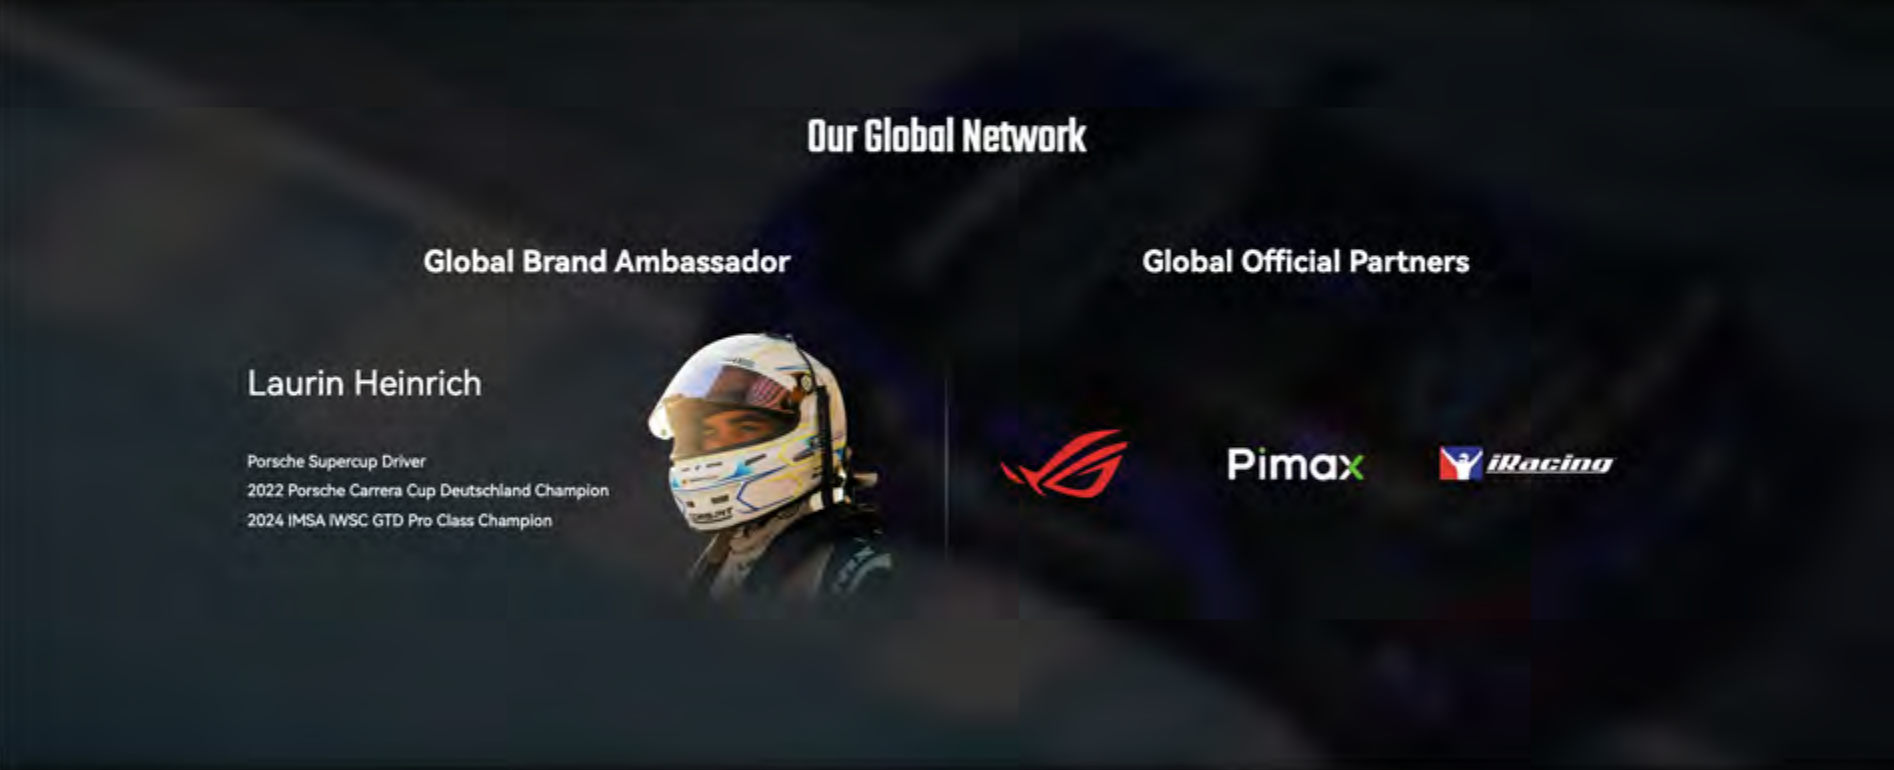 Our Global Network
Global Brand Ambassador
Laurin Heinrich
Porsche Supercup Driver
2022 Porsche Carrera Cup Deutschland Champion
2024 IMSA IWSC GTD Pro Class Champion
Global Official Partners
Pimax
iRacing